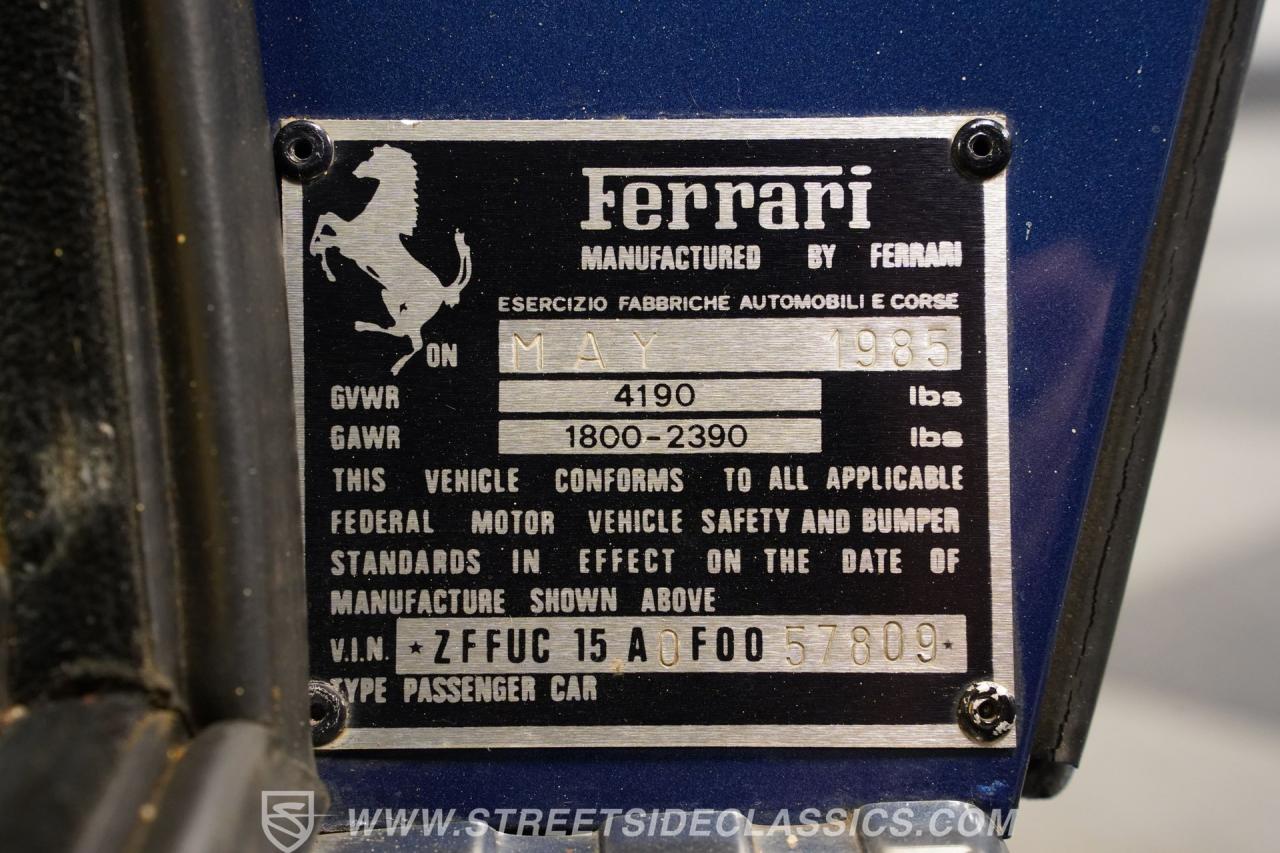 Ferrari
MANUFACTURED BY FERRARI
ESERCIZIO FABBRICHE AUTOMOBILI E CORSE
ON MAY 1985
GVWR 4190 lbs
GAWR 1800-2390 lbs
THIS VEHICLE CONFORMS TO ALL APPLICABLE
FEDERAL MOTOR VEHICLE SAFETY AND BUMPER
STANDARDS IN EFFECT ON THE DATE OF
MANUFACTURE SHOWN ABOVE
V.I.N. ★ZFFUC 15 A0F00 57809★
TYPE PASSENGER CAR
WWW.STREETSIDECLASSICS.COM